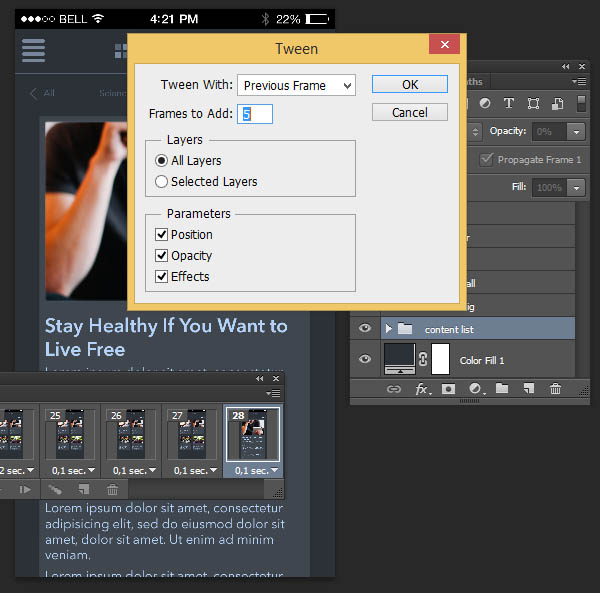 BELL 4:21 PM 22%
All Science
Tween
Tween With: Previous Frame
OK
Frames to Add: 5
Cancel
Layers
All Layers
Selected Layers
Parameters
Position
Opacity
Effects
Opacity: 0%
Propagate Frame 1
Fill: 100%
content list
Color Fill 1
Stay Healthy If You Want to
Live Free
25 26 27 28
2 sec. 0,1 sec. 0,1 sec. 0,1 sec. 0,1 sec.
Lorem ipsum dolor sit amet, consectetur
adipisicing elit, sed do eiusmod dolor sit
amet, dolor sit amet. Ut enim ad minim
veniam.
Lorem ipsum dolor sit amet, consectetur